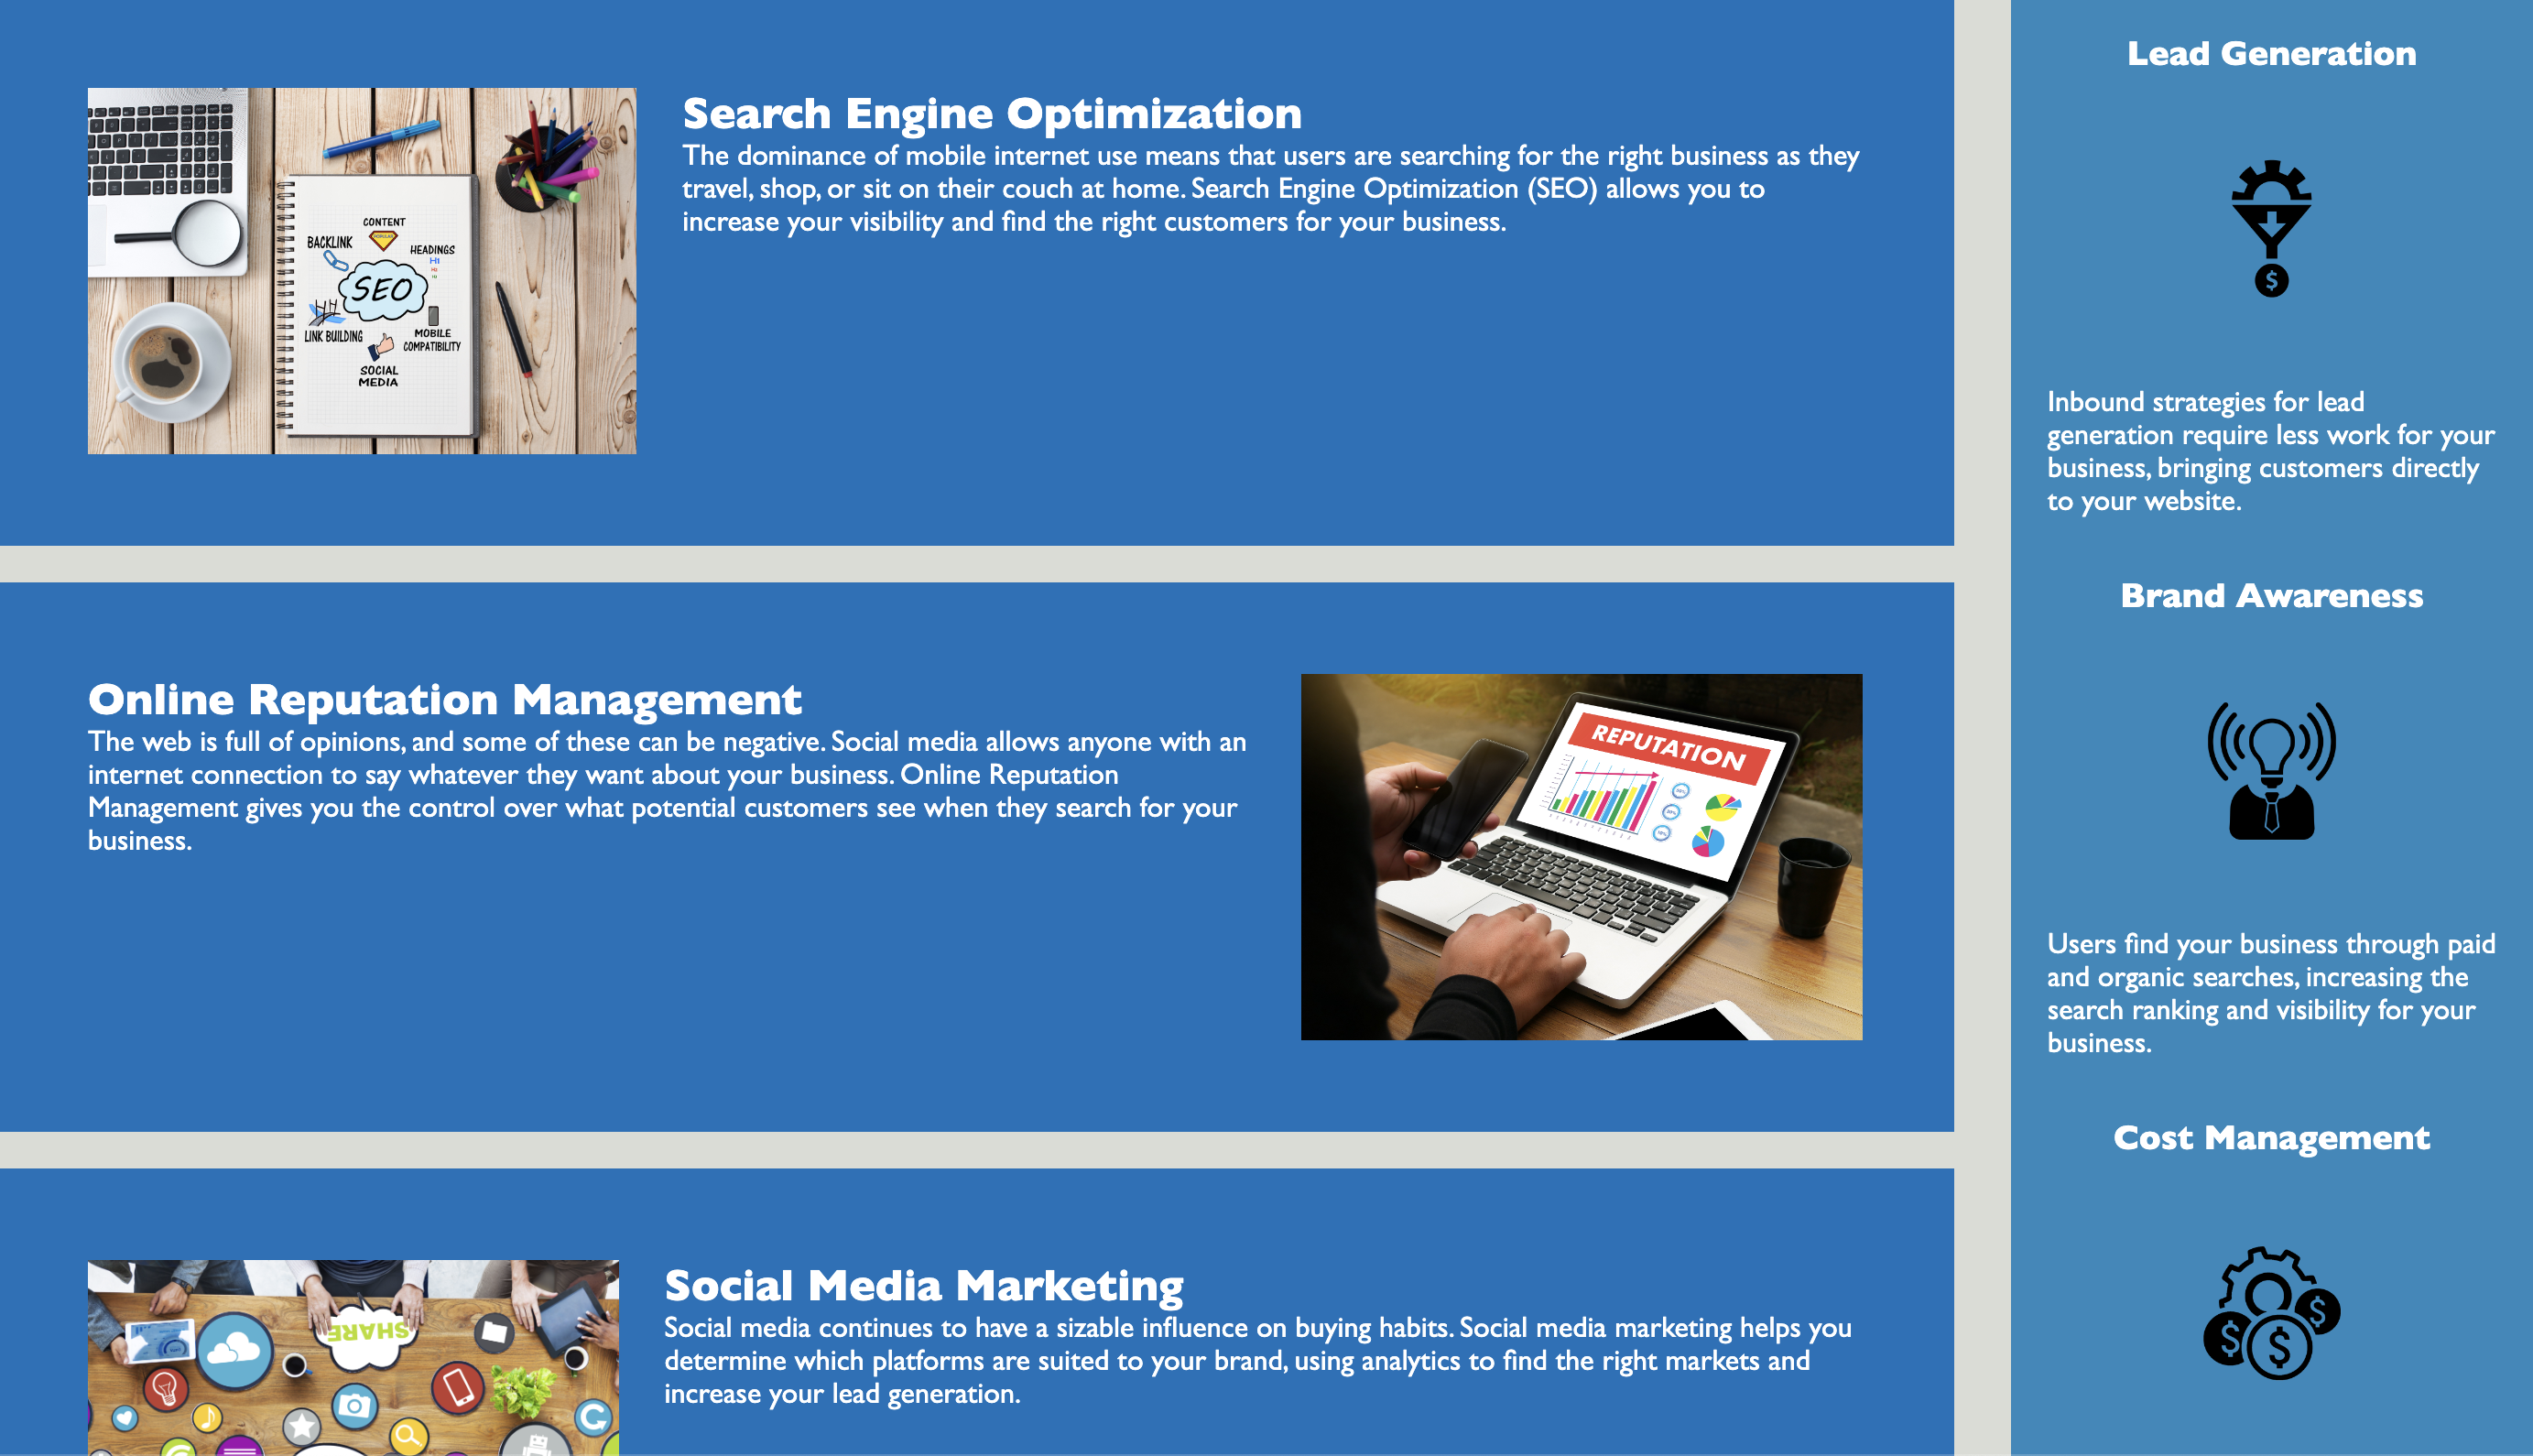 Search Engine Optimization
The dominance of mobile internet use means that users are searching for the right business as they
travel, shop, or sit on their couch at home. Search Engine Optimization (SEO) allows you to
increase your visibility and find the right customers for your business.
CONTENT
BACKLINK
HEADINGS
H1
SEO
LINK BUILDING
MOBILE
COMPATIBILITY
SOCIAL
MEDIA
Online Reputation Management
The web is full of opinions, and some of these can be negative. Social media allows anyone with an
internet connection to say whatever they want about your business. Online Reputation
Management gives you the control over what potential customers see when they search for your
business.
REPUTATION
Social Media Marketing
Social media continues to have a sizable influence on buying habits. Social media marketing helps you
determine which platforms are suited to your brand, using analytics to find the right markets and
increase your lead generation.
SHARE
Lead Generation
$
Inbound strategies for lead
generation require less work for your
business, bringing customers directly
to your website.
Brand Awareness
Users find your business through paid
and organic searches, increasing the
search ranking and visibility for your
business.
Cost Management
$
$
$